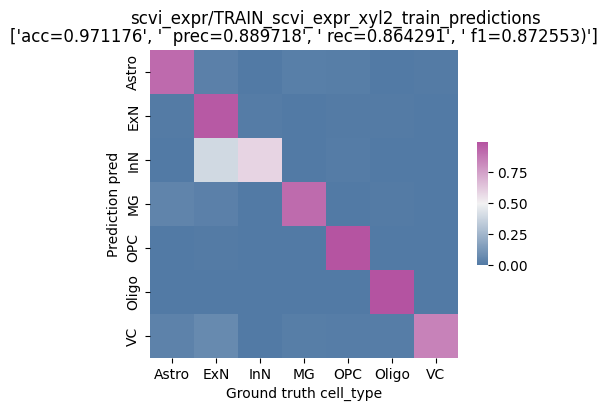 scvi_expr/TRAIN_scvi_expr_xyl2_train_predictions
['acc=0.971176', '  prec=0.889718', ' rec=0.864291', ' f1=0.872553)']
Astro
ExN
InN
MG
OPC
Oligo
VC
Prediction pred
0.75
0.50
0.25
0.00
Astro ExN InN MG OPC Oligo VC
Ground truth cell_type